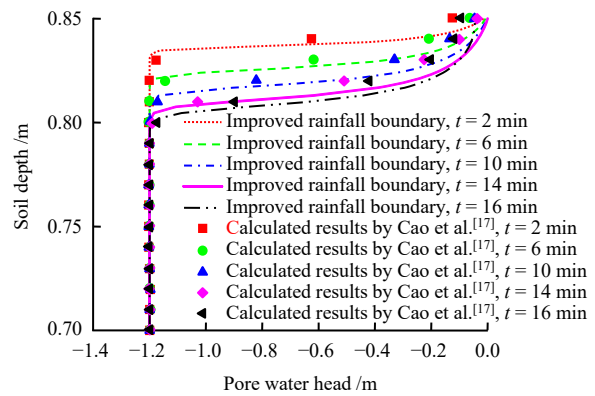 0.85
0.80
0.75
0.70
Soil depth /m
Improved rainfall boundary, t = 2 min
Improved rainfall boundary, t = 6 min
Improved rainfall boundary, t = 10 min
Improved rainfall boundary, t = 14 min
Improved rainfall boundary, t = 16 min
Calculated results by Cao et al.[17], t = 2 min
Calculated results by Cao et al.[17], t = 6 min
Calculated results by Cao et al.[17], t = 10 min
Calculated results by Cao et al.[17], t = 14 min
Calculated results by Cao et al.[17], t = 16 min
−1.4 −1.2 −1.0 −0.8 −0.6 −0.4 −0.2 0.0
Pore water head /m